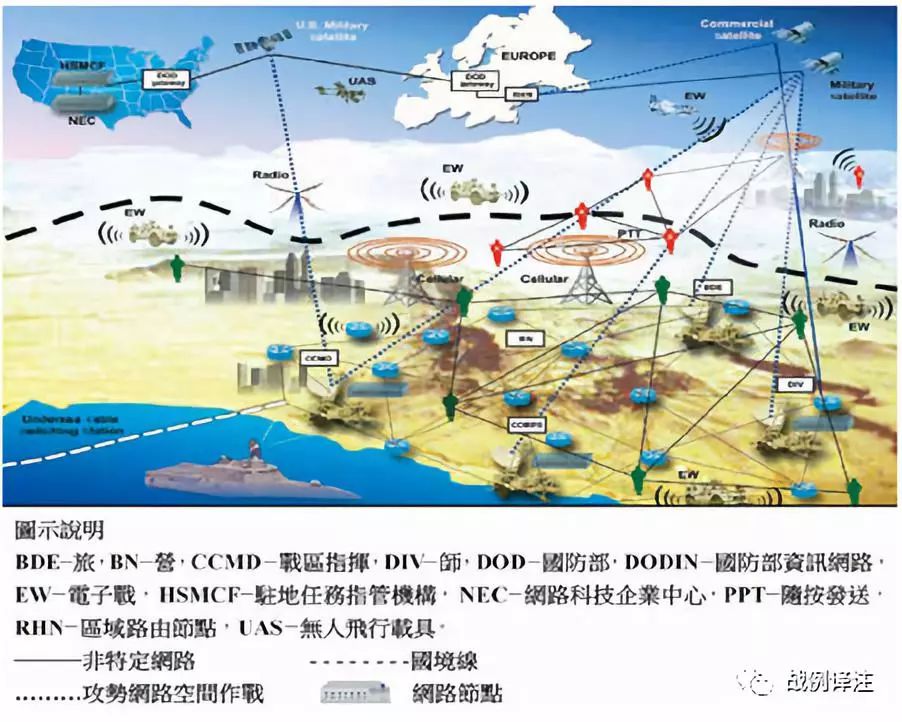 U.S. Military
satellite
Commercial
satellite
EUROPE
HSMCF
DOD
gateway
DOD
gateway
UAS
EW
Military
satellite
NEC
EW
Radio
EW
PTT
Radio
Cellular
Cellular
BDE
EW
BN
CCMD
DIV
Undersea cable
switching station
CORPS
EW
圖示說明
BDE–旅,BN–營,CCMD–戰區指揮,DIV–師,DOD–國防部,DODIN–國防部資訊網路,
EW–電子戰,HSMCF–駐地任務指管機構,NEC–網路科技企業中心,PPT–隨按發送,
RHN–區域路由節點,UAS–無人飛行載具。
非特定網路
國境線
攻勢網路空間作戰
網路節點
战例译注